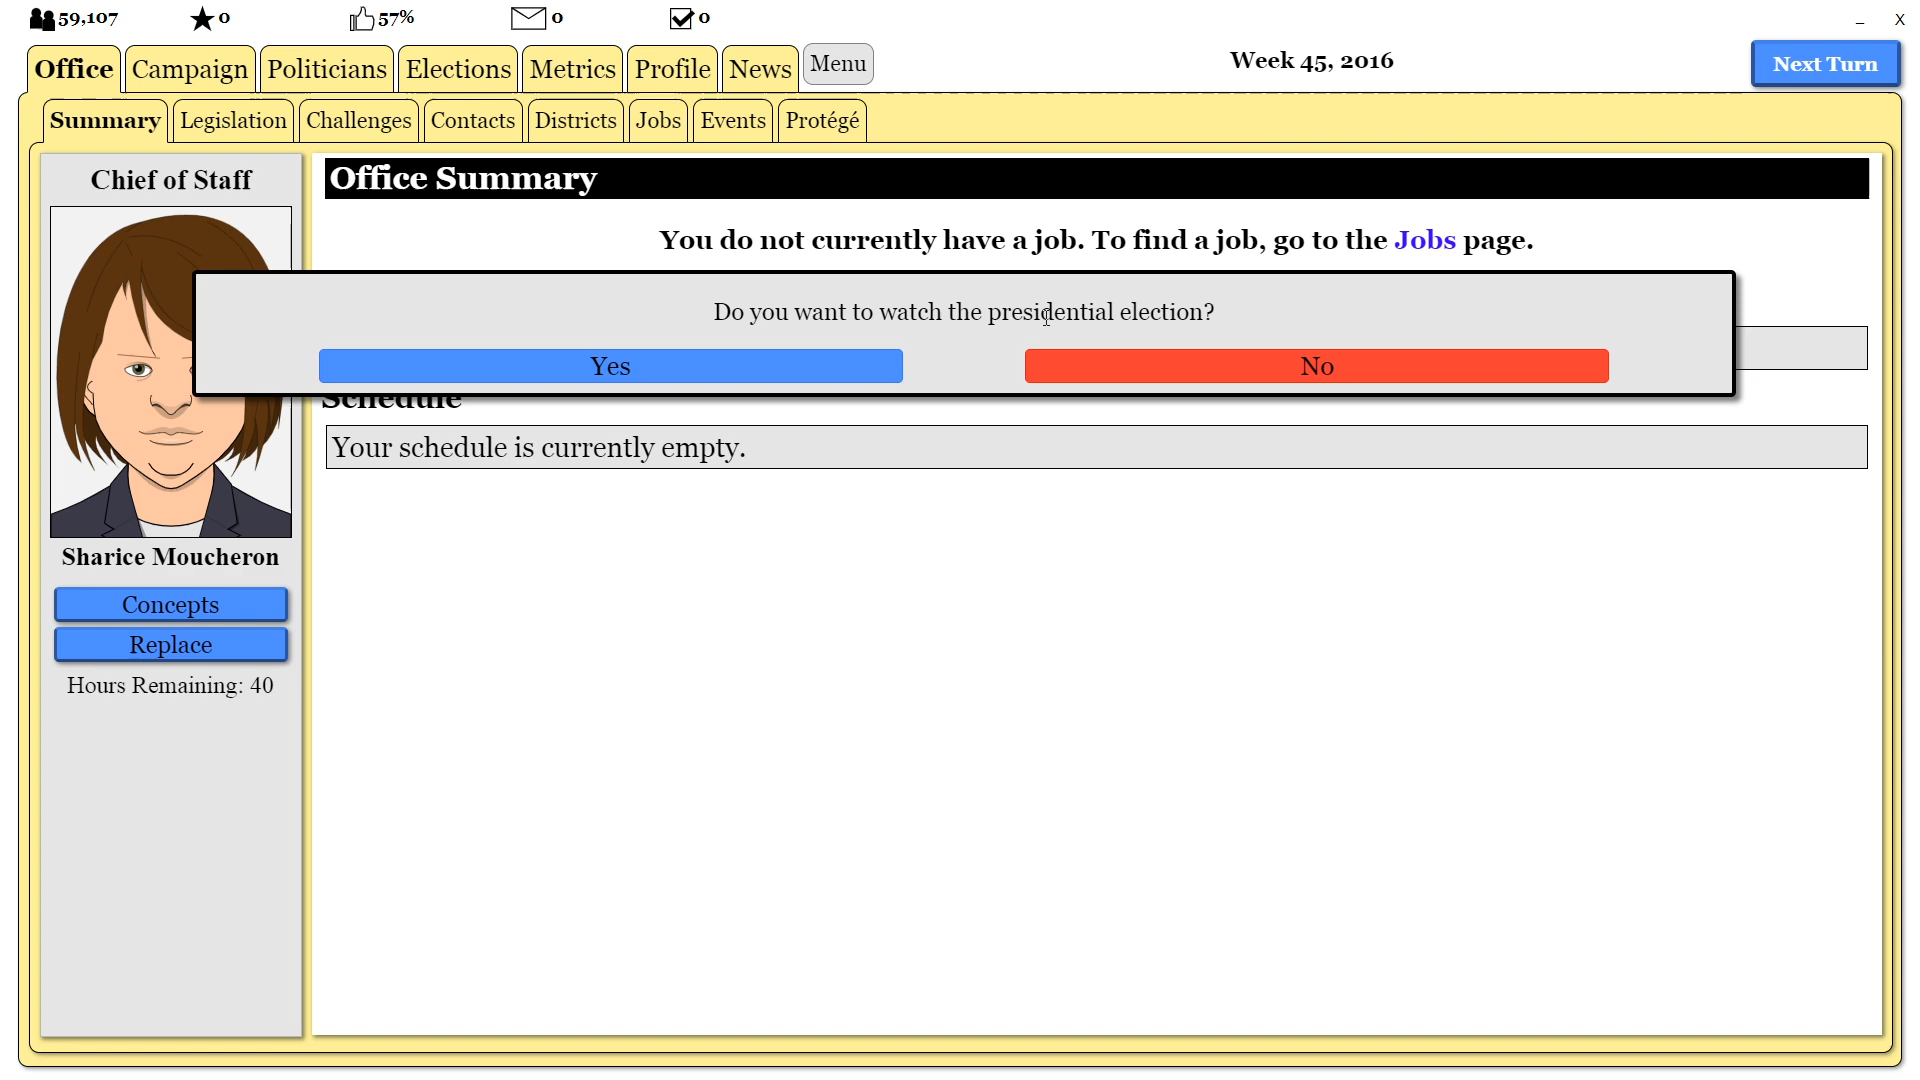 59,107 0 57% 0 0 _ X
Office Campaign Politicians Elections Metrics Profile News Menu Week 45, 2016 Next Turn
Summary Legislation Challenges Contacts Districts Jobs Events Protégé
Chief of Staff
Office Summary
You do not currently have a job. To find a job, go to the Jobs page.
Do you want to watch the presidential election?
Yes No
Schedule
Your schedule is currently empty.
Sharice Moucheron
Concepts
Replace
Hours Remaining: 40